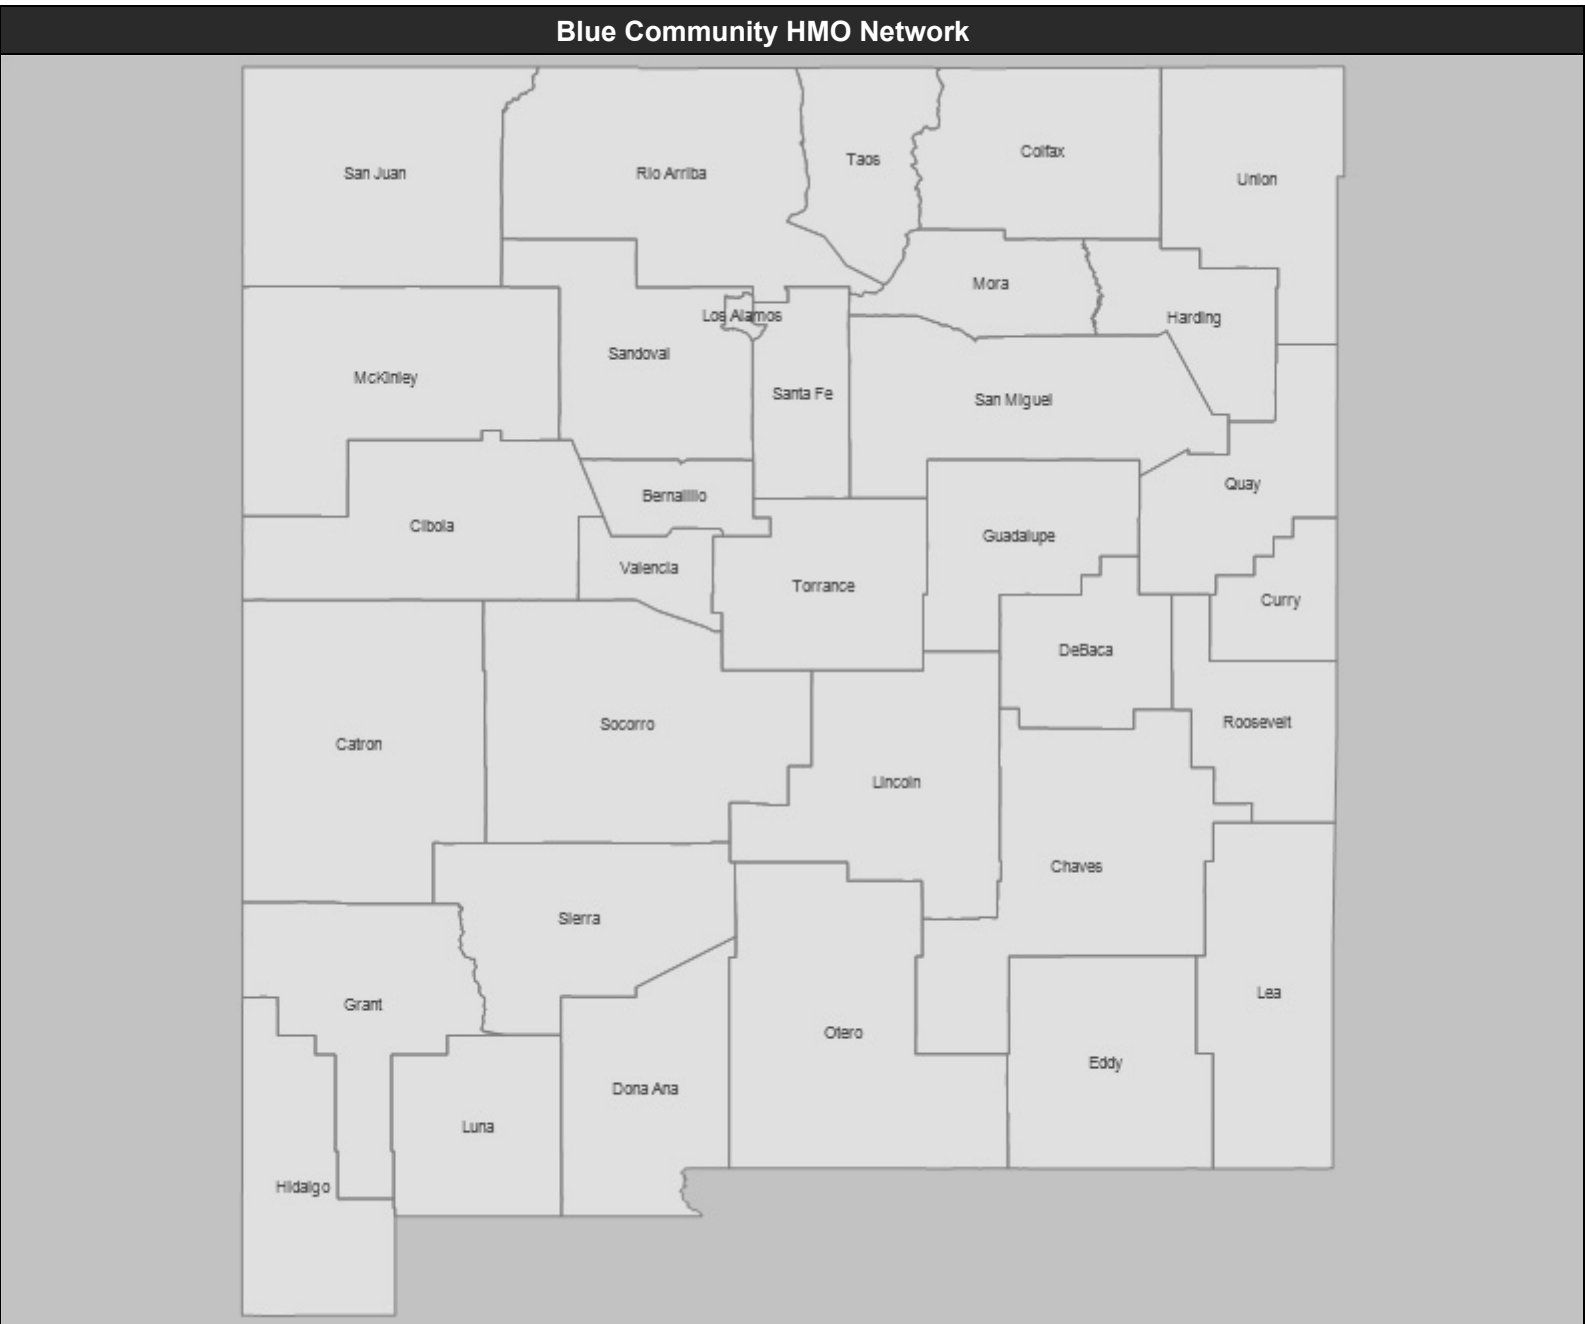 Blue Community HMO Network
San Juan
Rio Arriba
Taos
Colfax
Union
Mora
Los Alamos
Harding
Sandoval
McKinley
Santa Fe
San Miguel
Quay
Bernalillo
Cibola
Guadalupe
Valencia
Torrance
Curry
DeBaca
Roosevelt
Socorro
Catron
Lincoln
Chaves
Sierra
Lea
Grant
Otero
Eddy
Dona Ana
Luna
Hidalgo